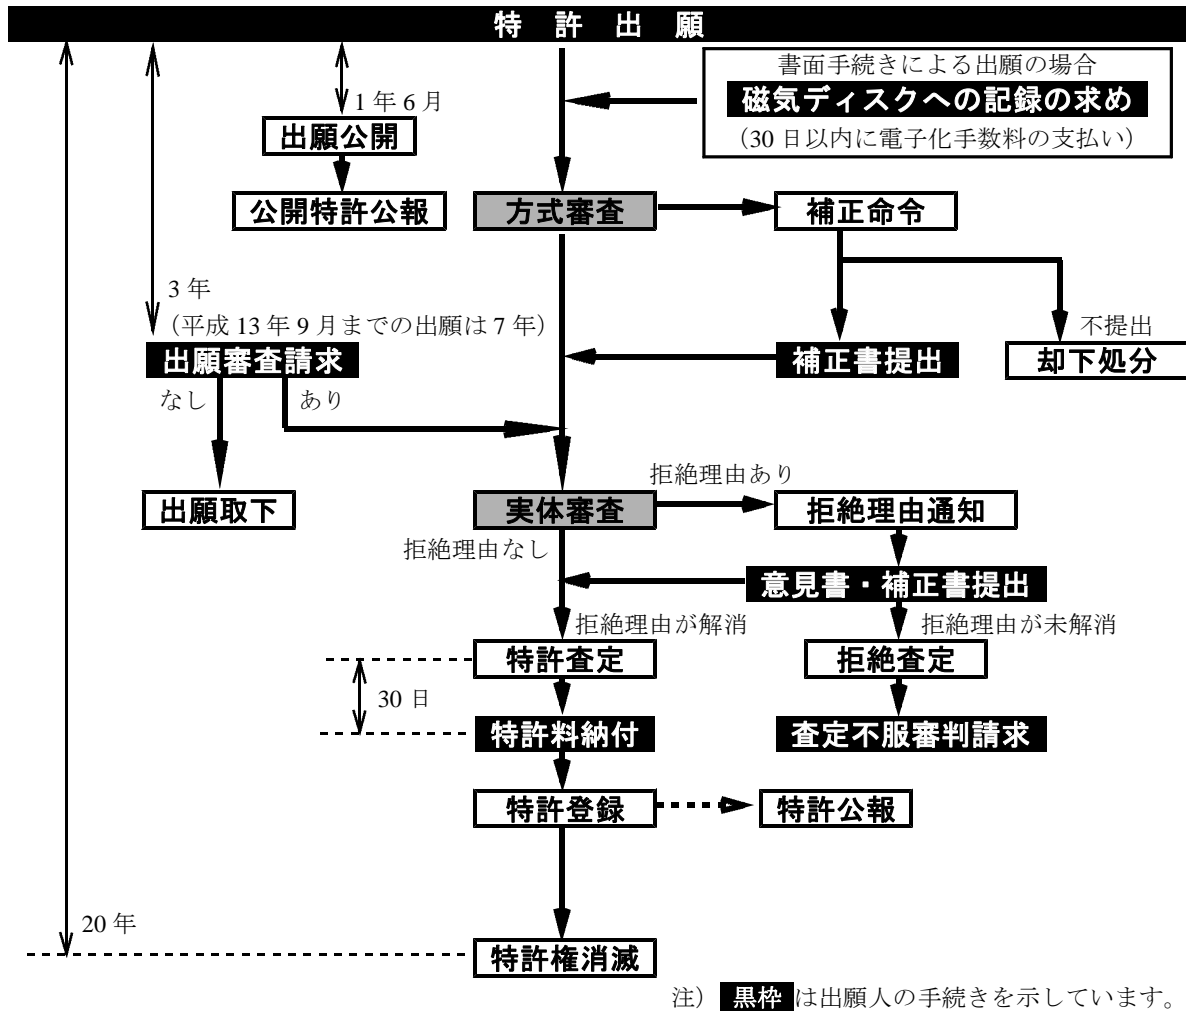 特 許 出 願
書面手続きによる出願の場合
磁気ディスクへの記録の求め
(30 日以内に電子化手数料の支払い)
1 年 6 月
出願公開
公開特許公報
方式審査
補正命令
3 年
(平成 13 年 9 月までの出願は 7 年)
不提出
出願審査請求
補正書提出
却下処分
なし
あり
拒絶理由あり
出願取下
実体審査
拒絶理由通知
拒絶理由なし
意見書・補正書提出
拒絶理由が解消
拒絶理由が未解消
特許査定
拒絶査定
30 日
特許料納付
査定不服審判請求
特許登録
特許公報
20 年
特許権消滅
注) 黒枠 は出願人の手続きを示しています。